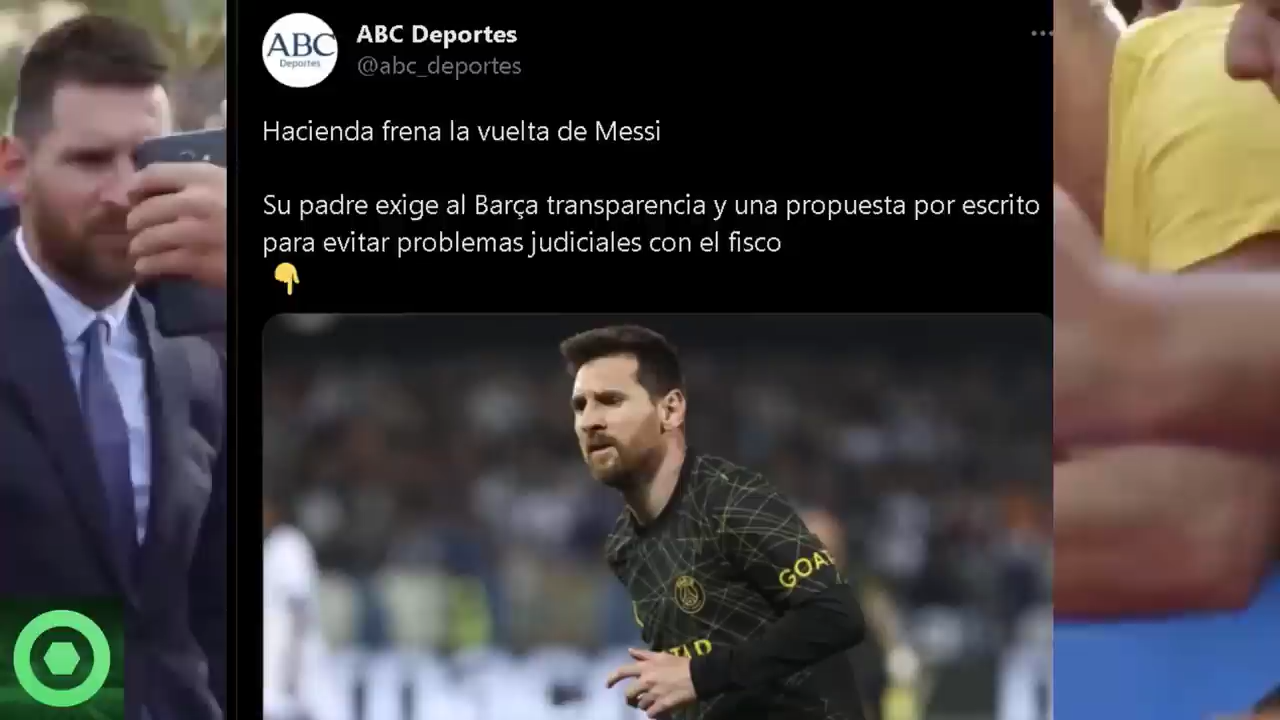 ABC
Deportes
ABC Deportes
@abc_deportes
Hacienda frena la vuelta de Messi
Su padre exige al Barça transparencia y una propuesta por escrito
para evitar problemas judiciales con el fisco
GOAT